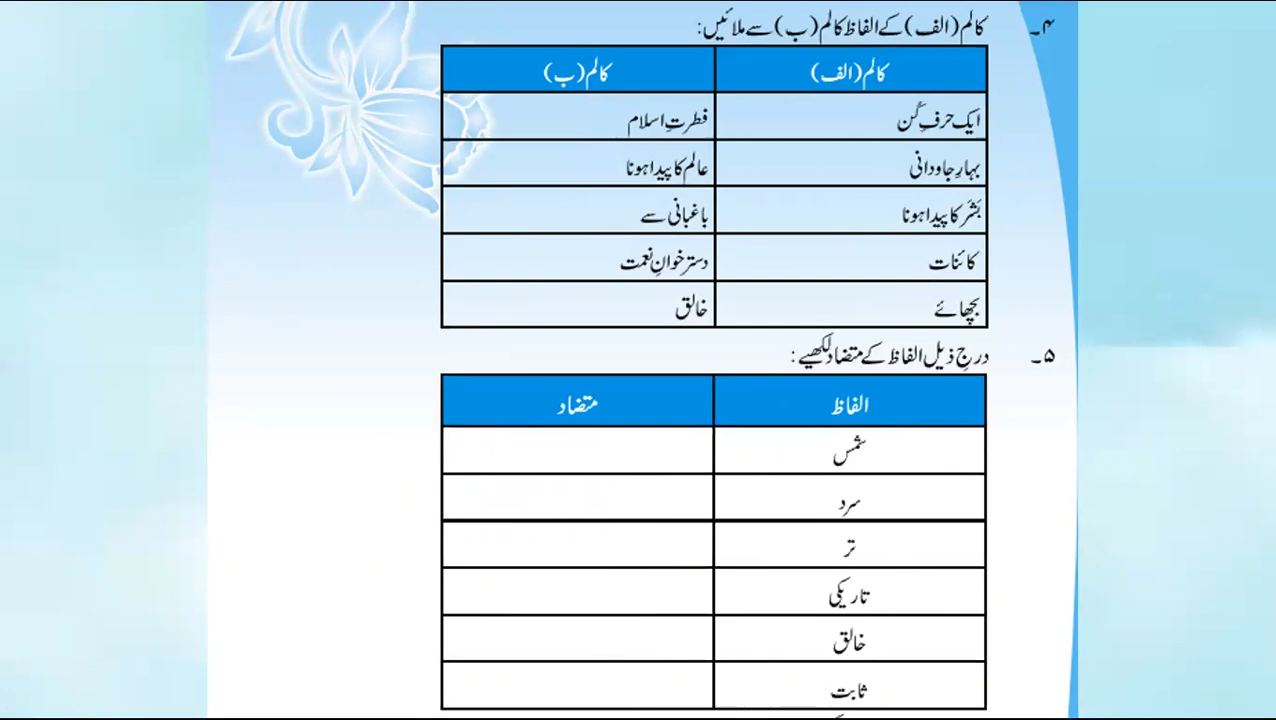 ۴۔ کالم (الف) کے الفاظ کالم (ب) سے ملائیں:
کالم (الف) کالم (ب)
ایک حرفِ کُن فطرتِ اسلام
بہارِ جاودانی عالم کا پیدا ہونا
بَشَر کا پیدا ہونا باغبانی سے
کائنات دسترخوانِ نعمت
بچھائے خالق
۵۔ درجِ ذیل الفاظ کے متضاد لکھیے:
الفاظ متضاد
شمس
سرد
تر
تاریکی
خالق
ثابت